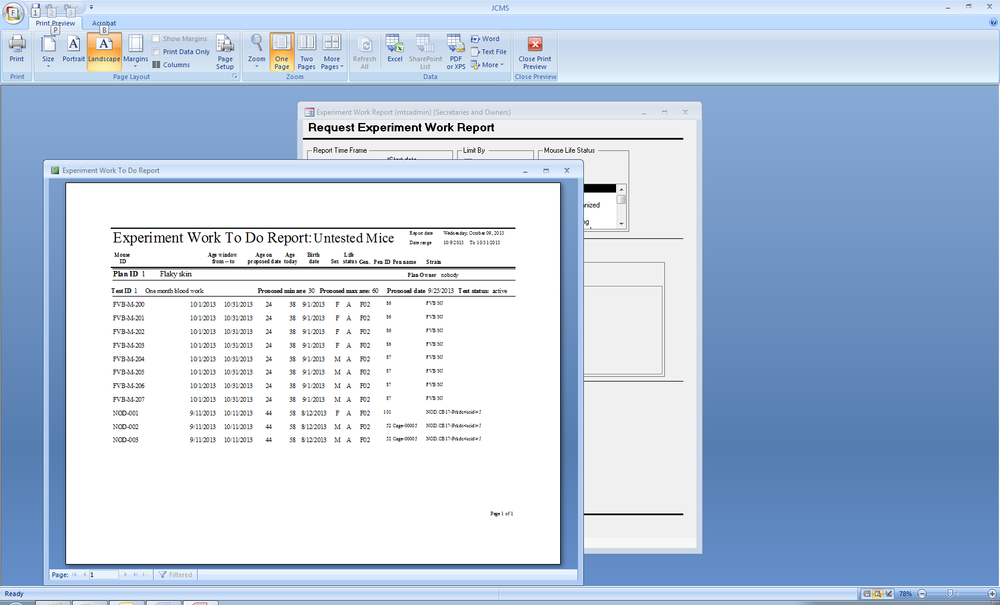 JCMS
F
1
2
3
Print Preview
Acrobat
P
B
Print
Size
Portrait
Landscape
Margins
Show Margins
Print Data Only
Columns
Page Setup
Zoom
One Page
Two Pages
More Pages
Refresh All
Excel
SharePoint List
PDF or XPS
Word
Text File
More
Close Print Preview
Print
Page Layout
Zoom
Data
Close Preview
Experiment Work Report (mtsadmin) {Secretaries and Owners}
Request Experiment Work Report
Report Time Frame
Limit By
Mouse Life Status
*Start date
nized
ng
Experiment Work To Do Report
Experiment Work To Do Report: Untested Mice
Report date Wednesday, October 09, 2013
Date range 10/9/2013 To 10/31/2013
Mouse ID Age window from -- to Age on proposed date Age today Birth date Sex Life status Gen. Pen ID Pen name Strain
Plan ID 1 Flaky skin Plan Owner nobody
Test ID 1 One month blood work Proposed min age 30 Proposed max age: 60 Proposed date 9/25/2013 Test status: active
FVB-M-200 10/1/2013 10/31/2013 24 38 9/1/2013 F A F02 86 FVB/NJ
FVB-M-201 10/1/2013 10/31/2013 24 38 9/1/2013 F A F02 86 FVB/NJ
FVB-M-202 10/1/2013 10/31/2013 24 38 9/1/2013 F A F02 86 FVB/NJ
FVB-M-203 10/1/2013 10/31/2013 24 38 9/1/2013 F A F02 86 FVB/NJ
FVB-M-204 10/1/2013 10/31/2013 24 38 9/1/2013 M A F02 87 FVB/NJ
FVB-M-205 10/1/2013 10/31/2013 24 38 9/1/2013 M A F02 87 FVB/NJ
FVB-M-206 10/1/2013 10/31/2013 24 38 9/1/2013 M A F02 87 FVB/NJ
FVB-M-207 10/1/2013 10/31/2013 24 38 9/1/2013 M A F02 87 FVB/NJ
NOD-001 9/11/2013 10/11/2013 44 58 8/12/2013 F A F02 101 NOD.CB17-Prkdc<scid>/J
NOD-002 9/11/2013 10/11/2013 44 58 8/12/2013 M A F02 52 Cage-00005 NOD.CB17-Prkdc<scid>/J
NOD-003 9/11/2013 10/11/2013 44 58 8/12/2013 M A F02 52 Cage-00005 NOD.CB17-Prkdc<scid>/J
Page 1 of 1
Page: 1 Filtered
Ready
78%